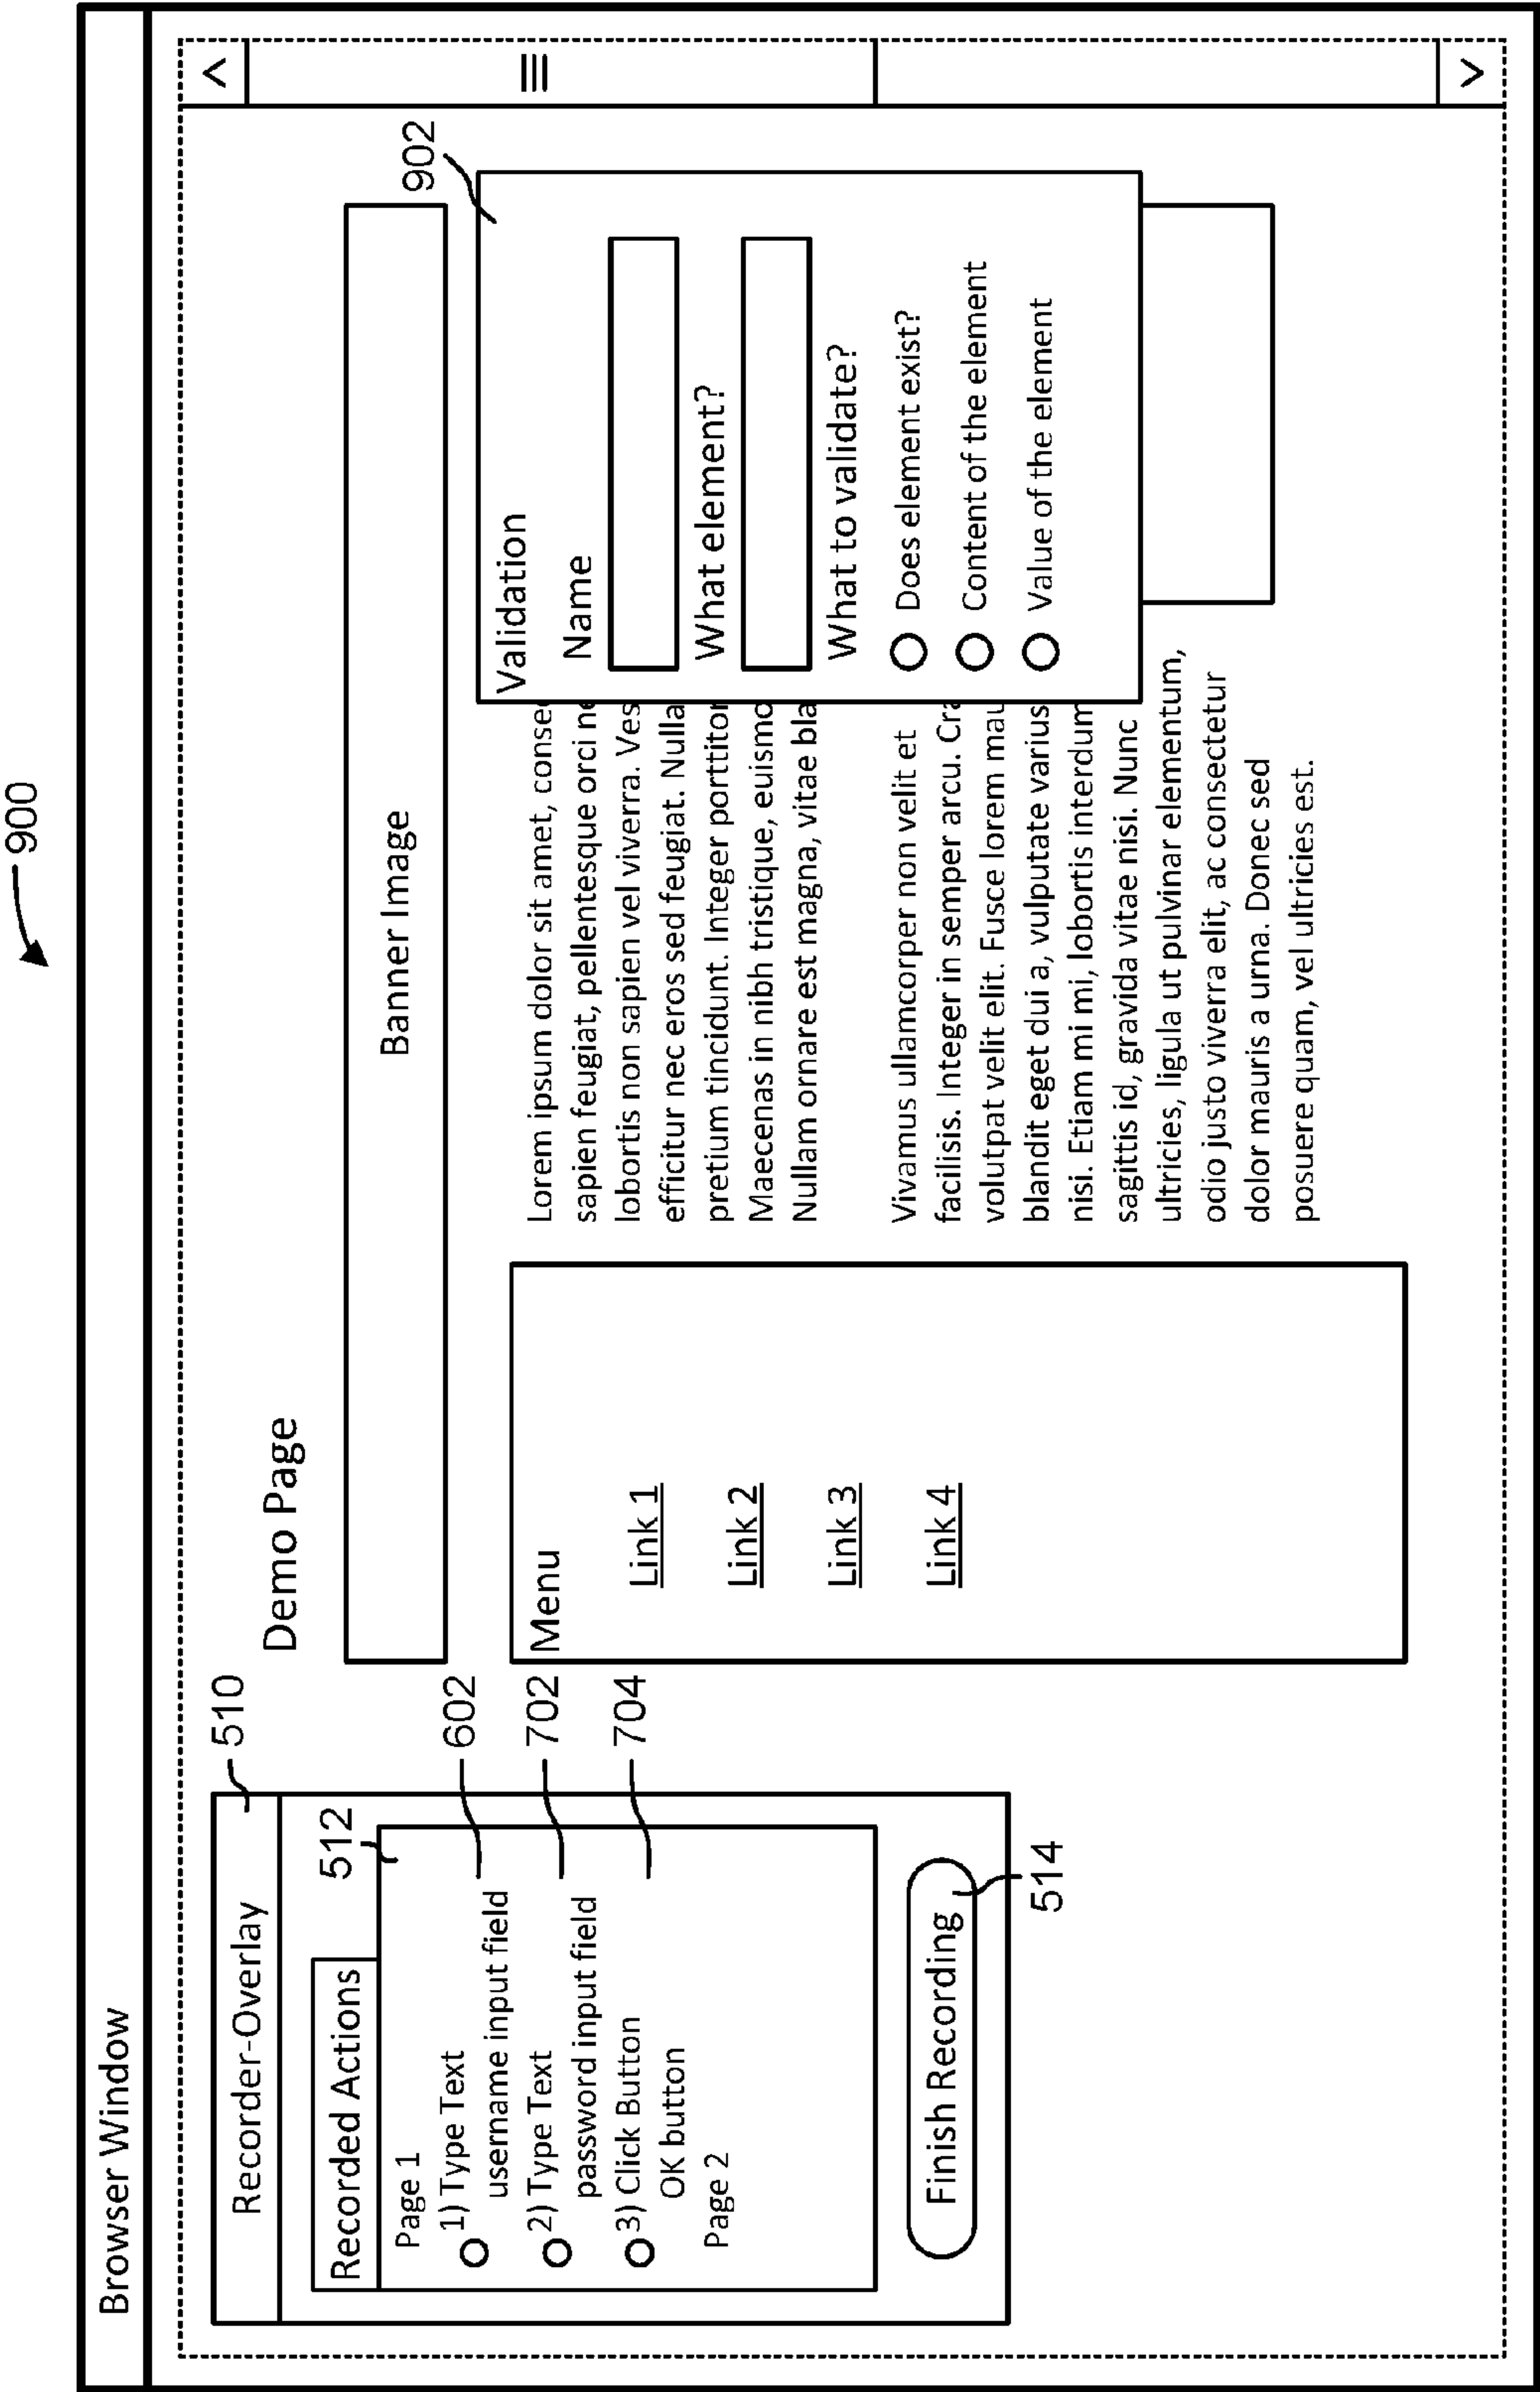 900
Browser Window
Recorder-Overlay
510
Recorded Actions
512
Page 1
1) Type Text
username input field
602
2) Type Text
password input field
702
3) Click Button
OK button
704
Page 2
Finish Recording
514
Demo Page
Banner Image
Menu
Link 1
Link 2
Link 3
Link 4
Lorem ipsum dolor sit amet, conse
sapien feugiat, pellentesque orci ne
lobortis non sapien vel viverra. Ves
efficitur nec eros sed feugiat. Nulla
pretium tincidunt. Integer porttitor
Maecenas in nibh tristique, euismo
Nullam ornare est magna, vitae bla
Vivamus ullamcorper non velit et
facilisis. Integer in semper arcu. Cra
volutpat velit elit. Fusce lorem mau
blandit eget dui a, vulputate varius
nisi. Etiam mi mi, lobortis interdum
sagittis id, gravida vitae nisi. Nunc
ultricies, ligula ut pulvinar elementum,
odio justo viverra elit, ac consectetur
dolor mauris a urna. Donec sed
posuere quam, vel ultricies est.
902
Validation
Name
What element?
What to validate?
Does element exist?
Content of the element
Value of the element